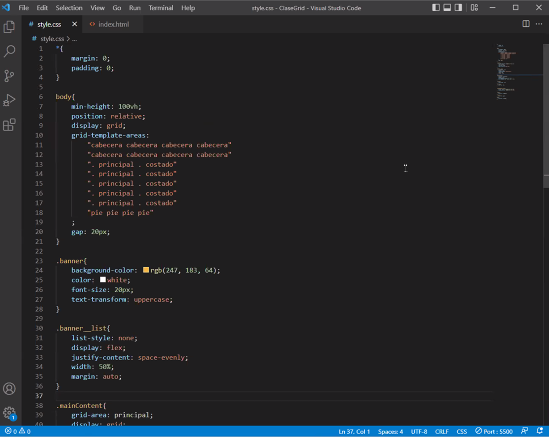 File Edit Selection View Go Run Terminal Help
style.css - ClaseGrid - Visual Studio Code
# style.css × <> index.html
# style.css > ...
1 *{
2 margin: 0;
3 padding: 0;
4 }
5
6 body{
7 min-height: 100vh;
8 position: relative;
9 display: grid;
10 grid-template-areas:
11 "cabecera cabecera cabecera cabecera"
12 "cabecera cabecera cabecera cabecera"
13 ". principal . costado"
14 ". principal . costado"
15 ". principal . costado"
16 ". principal . costado"
17 ". principal . costado"
18 "pie pie pie pie"
19 ;
20 gap: 20px;
21 }
22
23 .banner{
24 background-color: rgb(247, 183, 64);
25 color: white;
26 font-size: 20px;
27 text-transform: uppercase;
28 }
29
30 .banner__list{
31 list-style: none;
32 display: flex;
33 justify-content: space-evenly;
34 width: 50%;
35 margin: auto;
36 }
37
38 .mainContent{
39 grid-area: principal;
40 display: grid;
1
0 0 Ln 37, Col 1 Spaces: 4 UTF-8 CRLF CSS Port : 5500